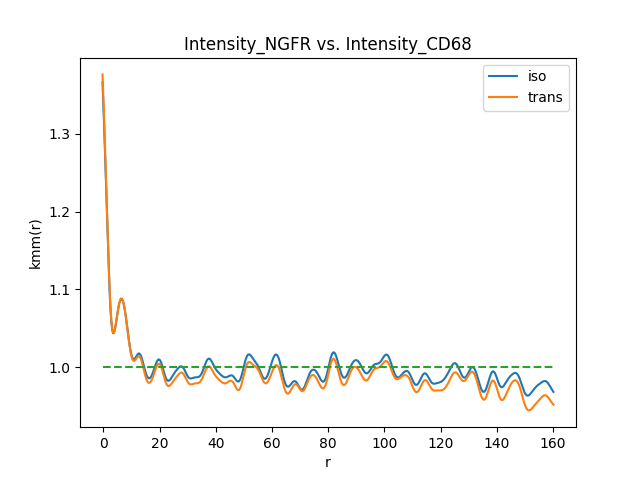 Intensity_NGFR vs. Intensity_CD68
iso
trans
kmm(r)
1.3
1.2
1.1
1.0
0 20 40 60 80 100 120 140 160
r